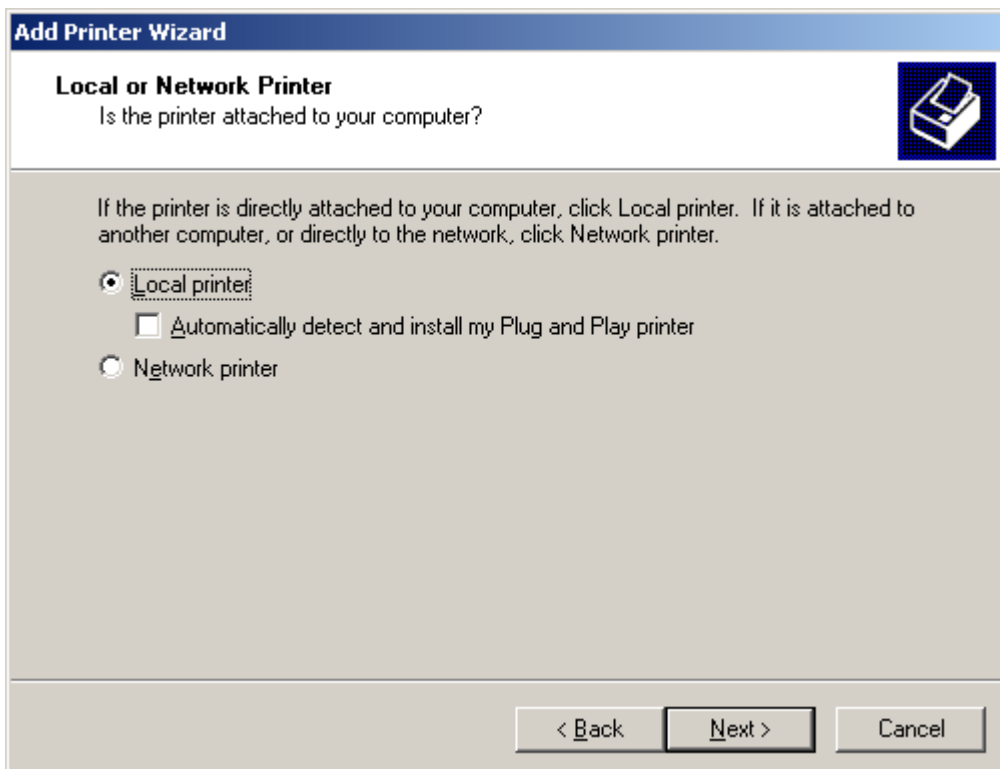 Add Printer Wizard
Local or Network Printer
Is the printer attached to your computer?
If the printer is directly attached to your computer, click Local printer.  If it is attached to
another computer, or directly to the network, click Network printer.
Local printer
Automatically detect and install my Plug and Play printer
Network printer
< Back
Next >
Cancel